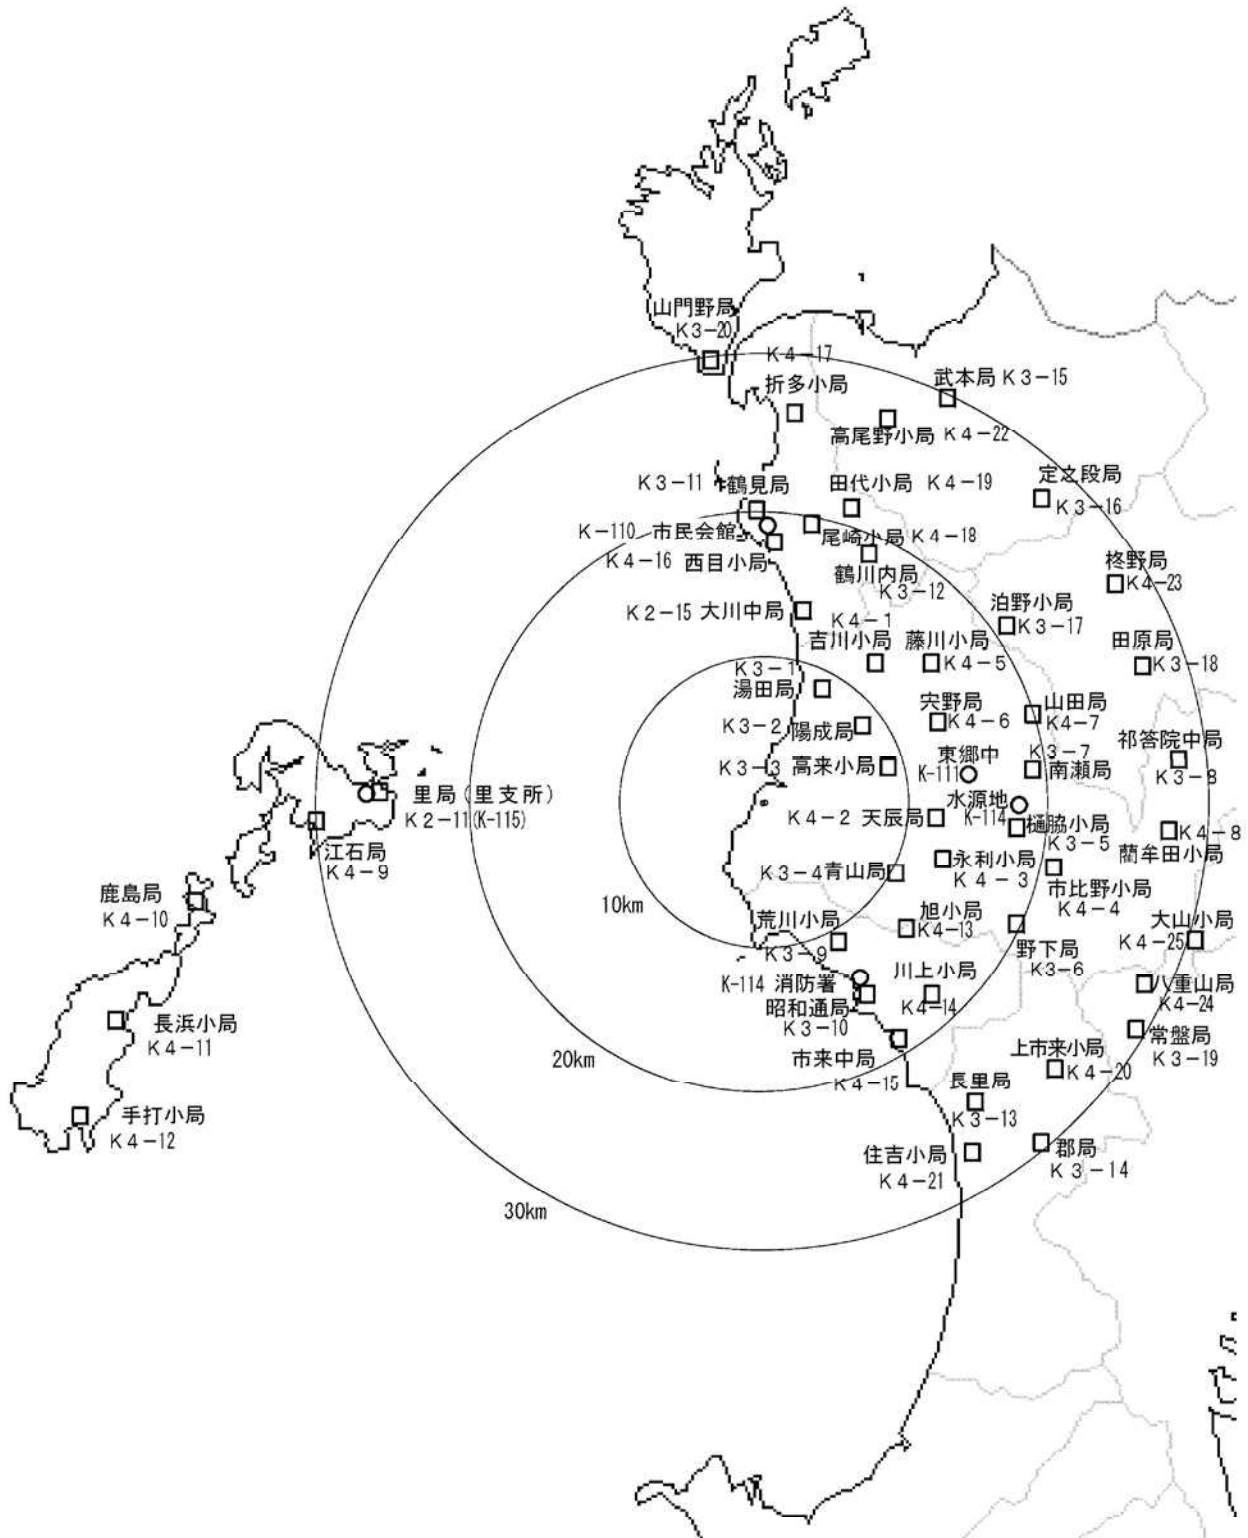 山門野局
K3-20
K4-17
折多小局
武本局 K3-15
高尾野小局 K4-22
定之段局
K3-16
K3-11 鶴見局
田代小局 K4-19
K-110 市民会館
尾崎小局 K4-18
K4-16 西目小局
鶴川内局
K3-12
柊野局
K4-23
K2-15 大川中局
K4-1
吉川小局
藤川小局
K4-5
泊野小局
K3-17
田原局
K3-18
K3-1
湯田局
K3-2 陽成局
宍野局
K4-6
山田局
K4-7
K3-3 高来小局
東郷中
K-111
K3-7
南瀬局
祁答院中局
K3-8
里局(里支所)
K2-11(K-115)
K4-2 天辰局
水源地
K-114
樋脇小局
K3-5
K4-8
藺牟田小局
江石局
K4-9
K3-4 青山局
永利小局
K4-3
市比野小局
K4-4
鹿島局
K4-10
10km
荒川小局
K3-9
旭小局
K4-13
野下局
K3-6
大山小局
K4-25
K-114 消防署
昭和通局
K3-10
川上小局
K4-14
八重山局
K4-24
長浜小局
K4-11
常盤局
K3-19
20km
市来中局
K4-15
上市来小局
K4-20
長里局
K3-13
手打小局
K4-12
住吉小局
K4-21
郡局
K3-14
30km